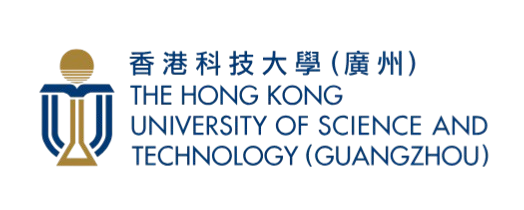 香港科技大學(廣州)
THE HONG KONG
UNIVERSITY OF SCIENCE AND
TECHNOLOGY (GUANGZHOU)